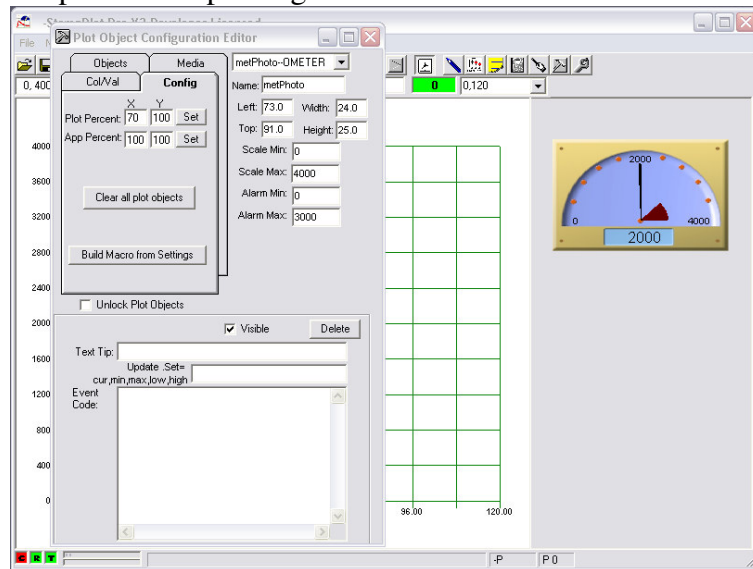 Plot Object Configuration Editor
File
Objects
Media
Col/Val
Config
X Y
Plot Percent: 70 100 Set
App Percent: 100 100 Set
Clear all plot objects
Build Macro from Settings
Unlock Plot Objects
metPhoto--OMETER
Name: metPhoto
Left: 73.0 Width: 24.0
Top: 91.0 Height: 25.0
Scale Min: 0
Scale Max: 4000
Alarm Min: 0
Alarm Max: 3000
Visible
Delete
Text Tip:
Update .Set=
cur,min,max,low,high
Event
Code:
0, 400
0
0,120
4000
3600
3200
2800
2400
2000
1600
1200
800
400
0
96.00 120.00
2000
0 4000
2000
C R T
-P P 0